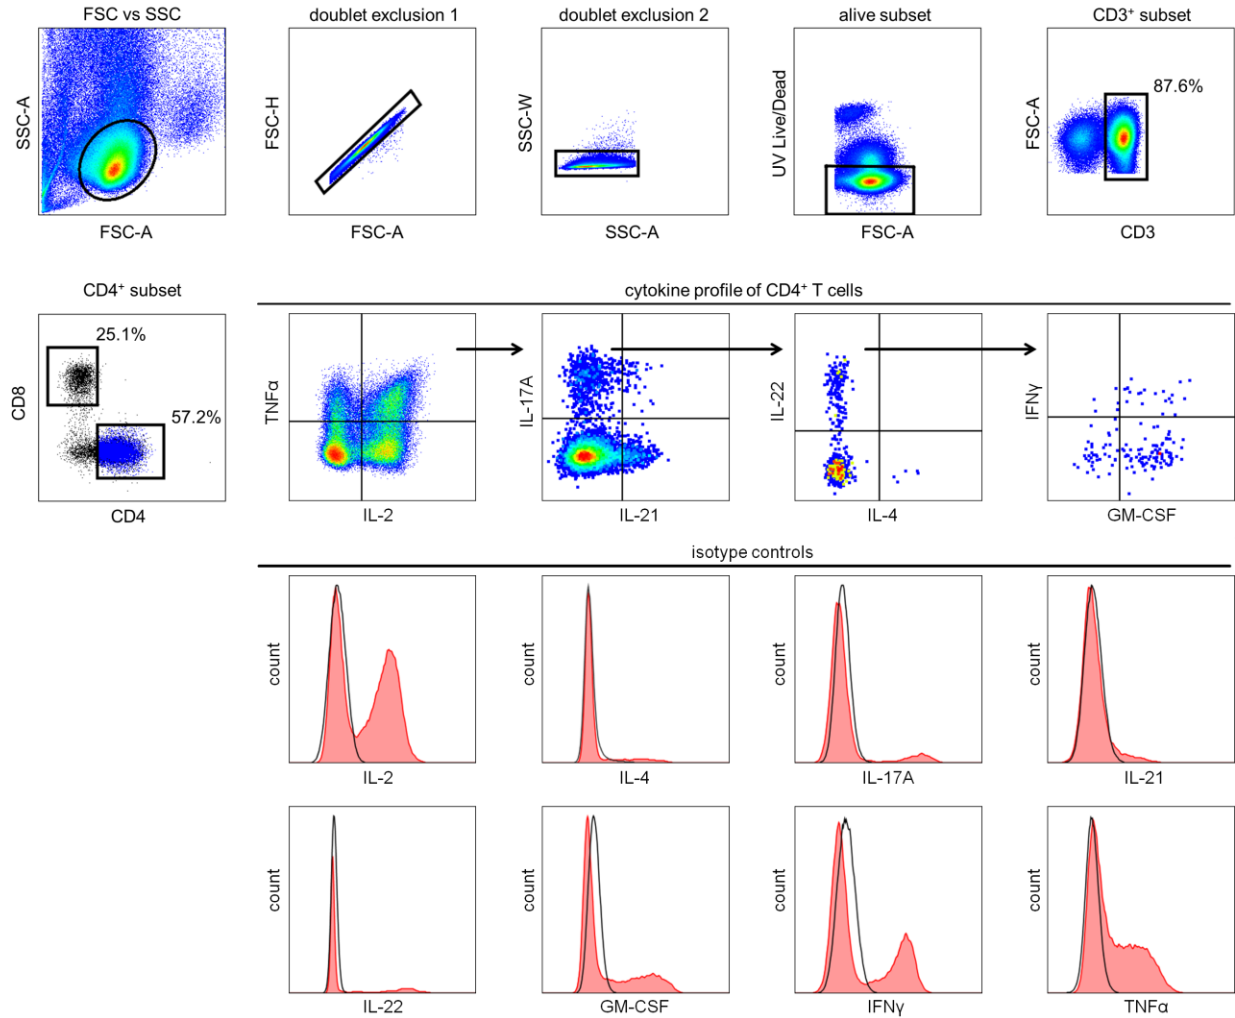 FSC vs SSC
doublet exclusion 1
doublet exclusion 2
alive subset
CD3⁺ subset
SSC-A
FSC-A
FSC-H
FSC-A
SSC-W
SSC-A
UV Live/Dead
FSC-A
FSC-A
87.6%
CD3
CD4⁺ subset
cytokine profile of CD4⁺ T cells
25.1%
57.2%
CD8
CD4
TNFα
IL-2
IL-17A
IL-21
IL-22
IL-4
IFNγ
GM-CSF
isotype controls
count
IL-2
count
IL-4
count
IL-17A
count
IL-21
count
IL-22
count
GM-CSF
count
IFNγ
count
TNFα